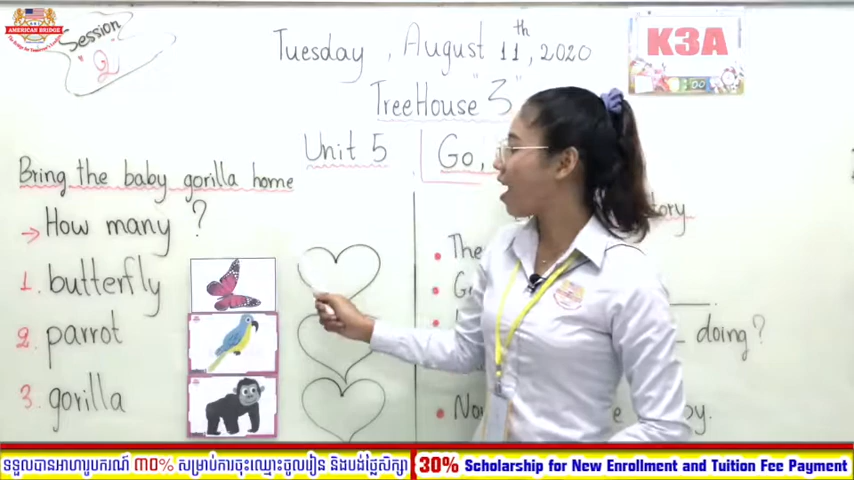 AMERICAN BRIDGE
Session
2
Tuesday, August 11th, 2020
TreeHouse "3"
Unit 5
Go,
K3A
Bring the baby gorilla home
→ How many?
1. butterfly
2. parrot
3. gorilla
tory
• The
• G
doing?
• Now
y.
ទទួលបានអាហារូបករណ៍ ៣០% សម្រាប់ការចុះឈ្មោះចូលរៀន និងបង់ថ្លៃសិក្សា
30% Scholarship for New Enrollment and Tuition Fee Payment